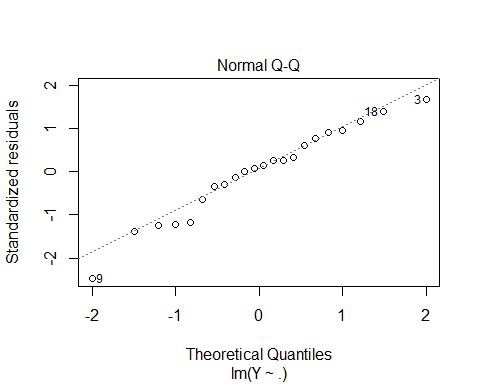 Normal Q-Q
Standardized residuals
2
1
0
-1
-2
18
3
9
-2 -1 0 1 2
Theoretical Quantiles
lm(Y ~ .)